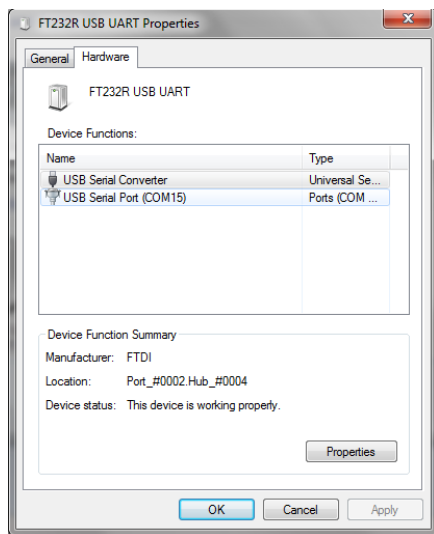 FT232R USB UART Properties
General Hardware
FT232R USB UART
Device Functions:
Name Type
USB Serial Converter Universal Se...
USB Serial Port (COM15) Ports (COM ...
Device Function Summary
Manufacturer: FTDI
Location: Port_#0002.Hub_#0004
Device status: This device is working properly.
Properties
OK Cancel Apply